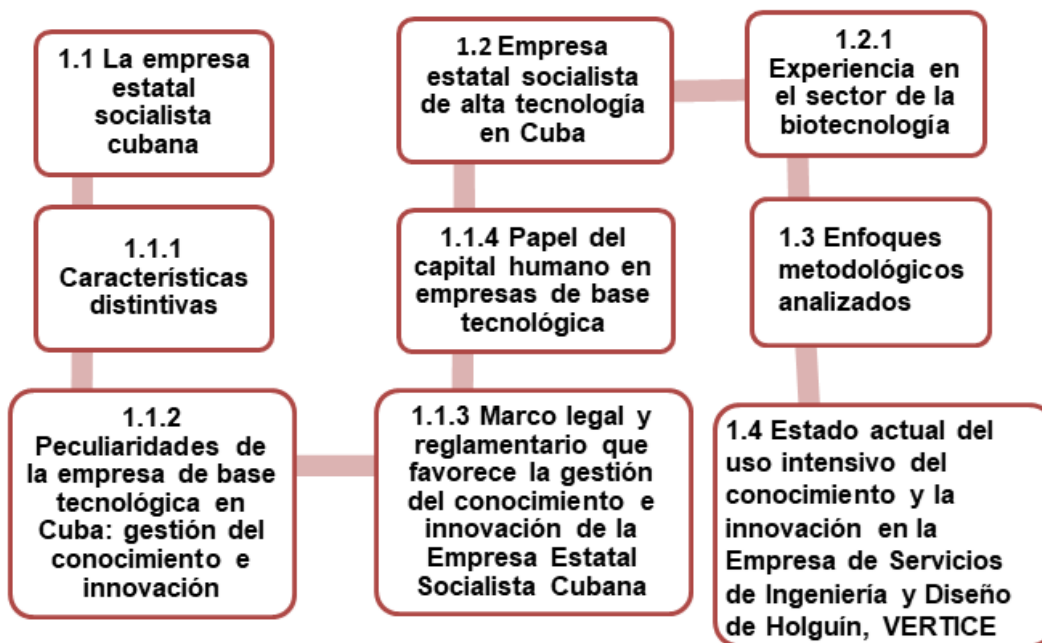 1.1 La empresa
estatal
socialista
cubana
1.1.1
Características
distintivas
1.1.2
Peculiaridades de
la empresa de base
tecnológica en
Cuba: gestión del
conocimiento e
innovación
1.1.3 Marco legal y
reglamentario que
favorece la gestión
del conocimiento e
innovación de la
Empresa Estatal
Socialista Cubana
1.1.4 Papel del
capital humano en
empresas de base
tecnológica
1.2 Empresa
estatal socialista
de alta tecnología
en Cuba
1.2.1
Experiencia en
el sector de la
biotecnología
1.3 Enfoques
metodológicos
analizados
1.4 Estado actual del
uso intensivo del
conocimiento y la
innovación en la
Empresa de Servicios
de Ingeniería y Diseño
de Holguín, VERTICE